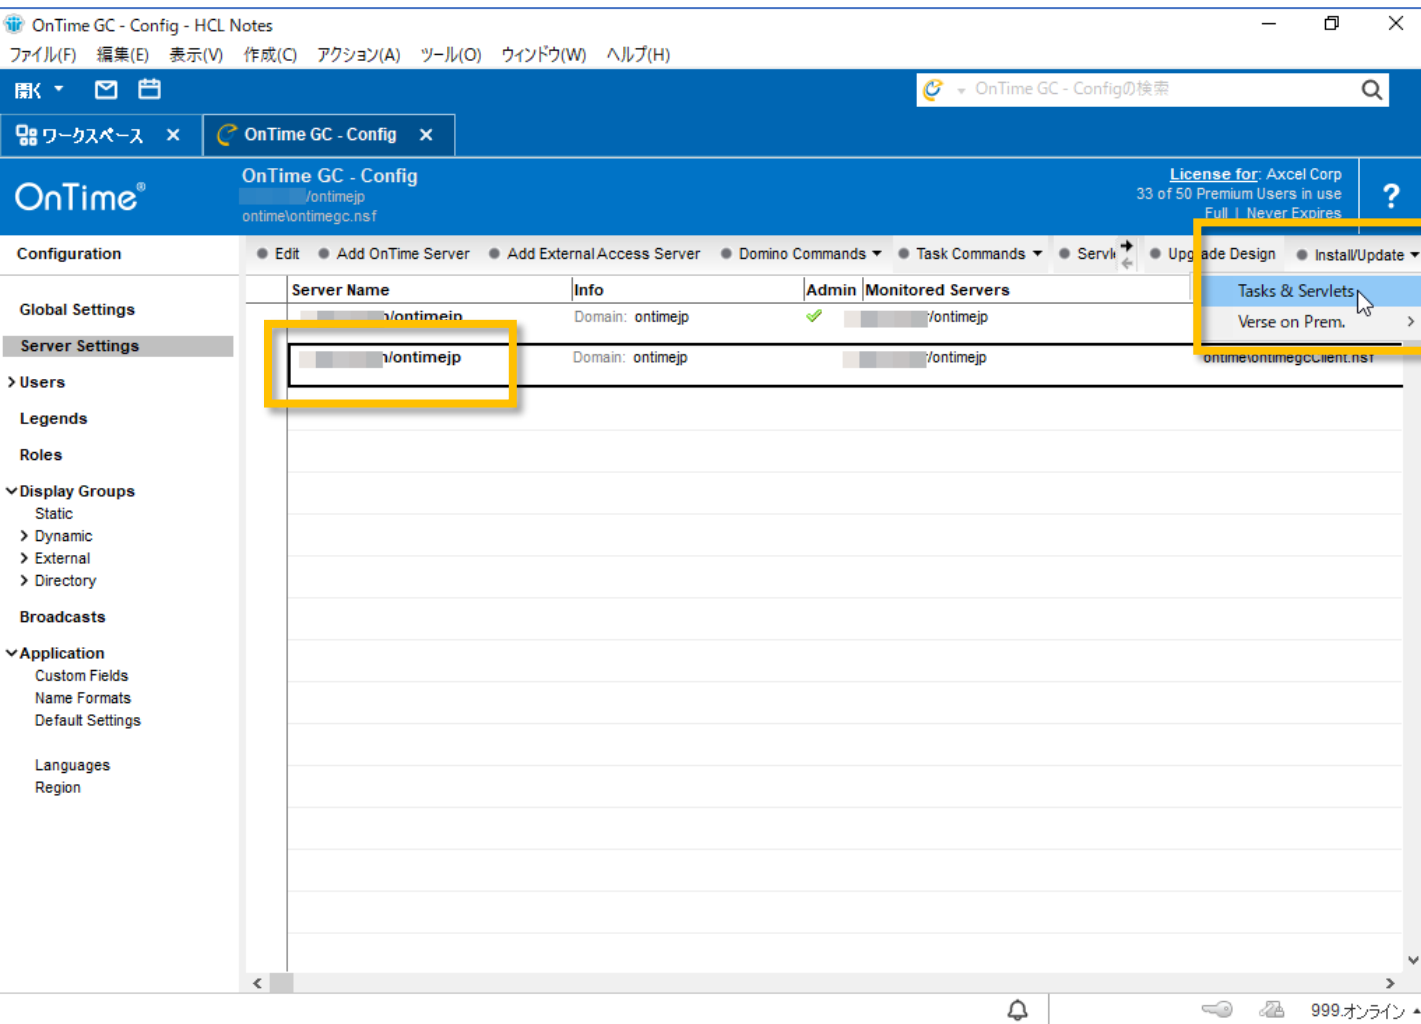 OnTime GC - Config - HCL Notes
ファイル(F) 編集(E) 表示(V) 作成(C) アクション(A) ツール(O) ウィンドウ(W) ヘルプ(H)
開く
OnTime GC - Configの検索
ワークスペース × OnTime GC - Config ×
OnTime®
OnTime GC - Config
/ontimejp
ontime\ontimegc.nsf
License for: Axcel Corp
33 of 50 Premium Users in use
Full | Never Expires
?
Configuration
Edit Add OnTime Server Add External Access Server Domino Commands Task Commands Upgrade Design Install/Update
Tasks & Servlets
Verse on Prem.
Server Name Info Admin Monitored Servers
/ontimejp Domain: ontimejp /ontimejp
/ontimejp Domain: ontimejp /ontimejp ontime\ontimegcClient.nsf
Global Settings
Server Settings
Users
Legends
Roles
Display Groups
Static
Dynamic
External
Directory
Broadcasts
Application
Custom Fields
Name Formats
Default Settings
Languages
Region
999.オンライン